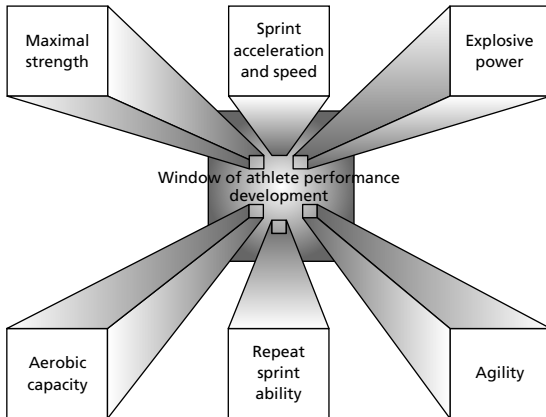 Maximal
strength
Sprint
acceleration
and speed
Explosive
power
Window of athlete performance
development
Aerobic
capacity
Repeat
sprint
ability
Agility